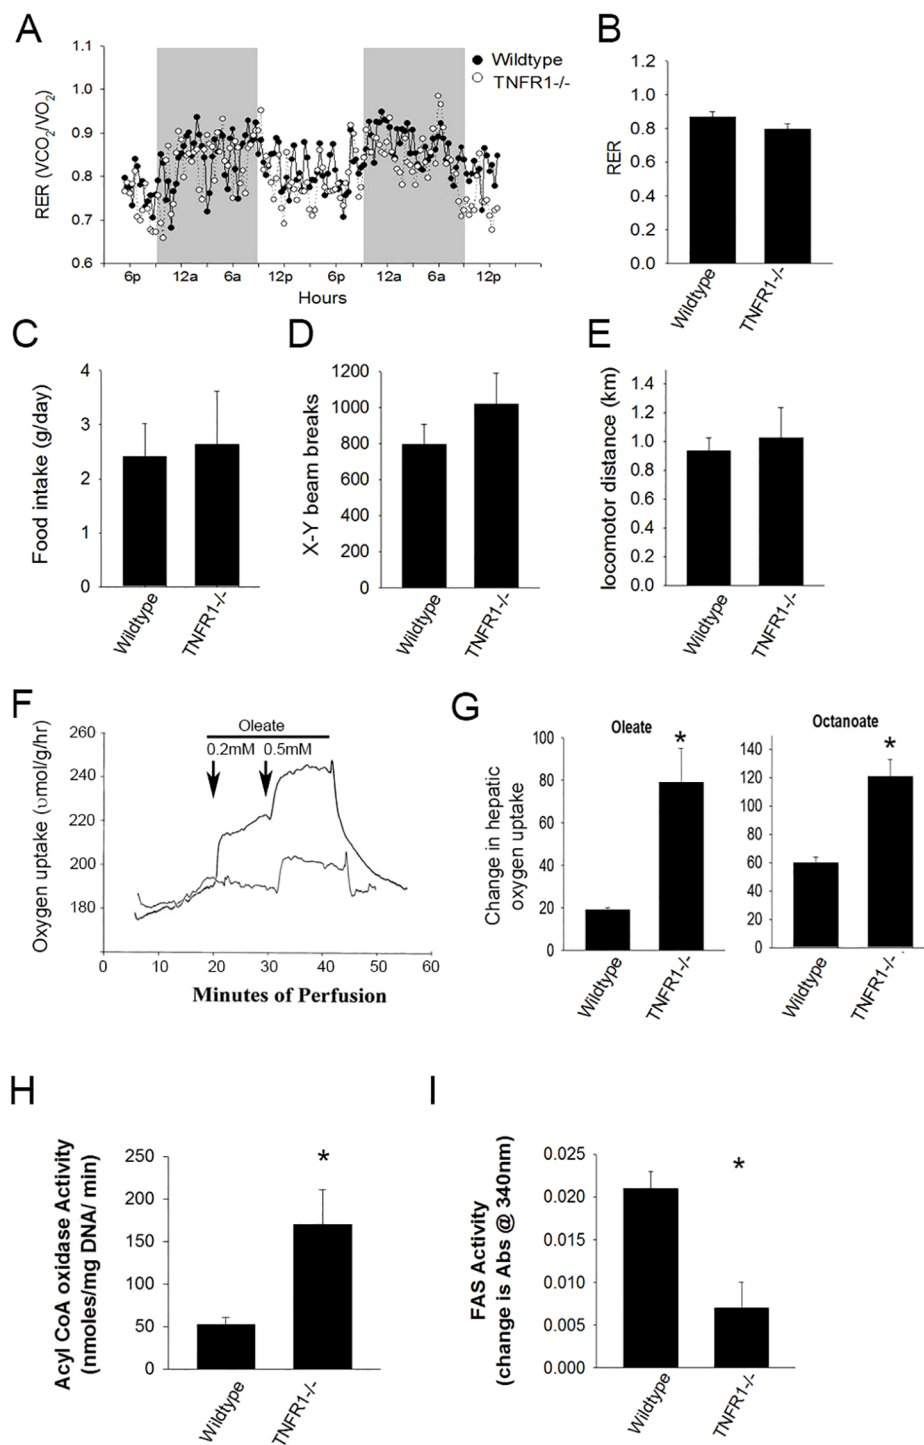 A
RER (VCO2/VO2)
1.1
1.0
0.9
0.8
0.7
0.6
Wildtype
TNFR1-/-
6p 12a 6a 12p 6p 12a 6a 12p
Hours
B
RER
1.2
1.0
0.8
0.6
0.4
0.2
0.0
Wildtype
TNFR1-/-
C
Food intake (g/day)
4
3
2
1
0
Wildtype
TNFR1-/-
D
X-Y beam breaks
1200
1000
800
600
400
200
0
Wildtype
TNFR1-/-
E
locomotor distance (km)
1.4
1.2
1.0
0.8
0.6
0.4
0.2
0.0
Wildtype
TNFR1-/-
F
Oxygen uptake (υmol/g/hr)
260
240
220
200
180
Oleate
0.2mM 0.5mM
0 10 20 30 40 50 60
Minutes of Perfusion
G
Change in hepatic
oxygen uptake
Oleate
100
80
60
40
20
0
*
Wildtype
TNFR1-/-
Octanoate
140
120
100
80
60
40
20
0
*
Wildtype
TNFR1-/-
H
Acyl CoA oxidase Activity
(nmoles/mg DNA/ min)
250
200
150
100
50
0
*
Wildtype
TNFR1-/-
I
FAS Activity
(change is Abs @ 340nm)
0.025
0.020
0.015
0.010
0.005
0.000
*
Wildtype
TNFR1-/-